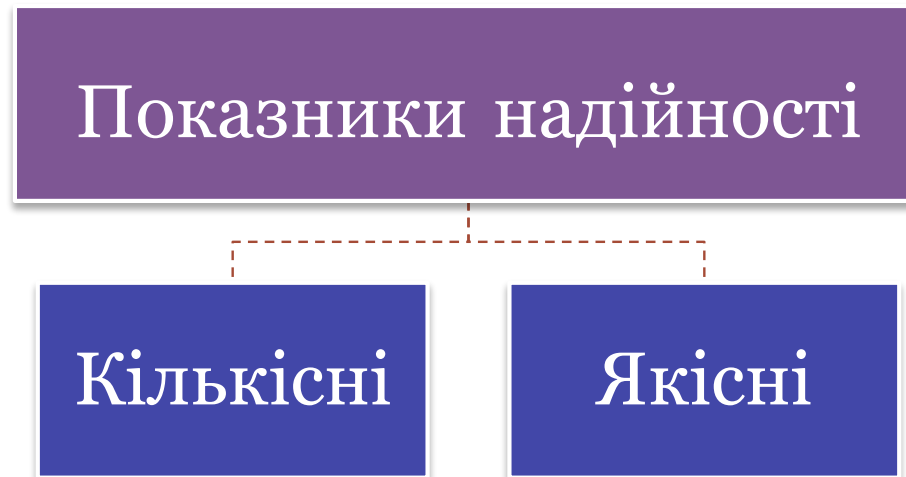 Показники надійності
Кількісні
Якісні